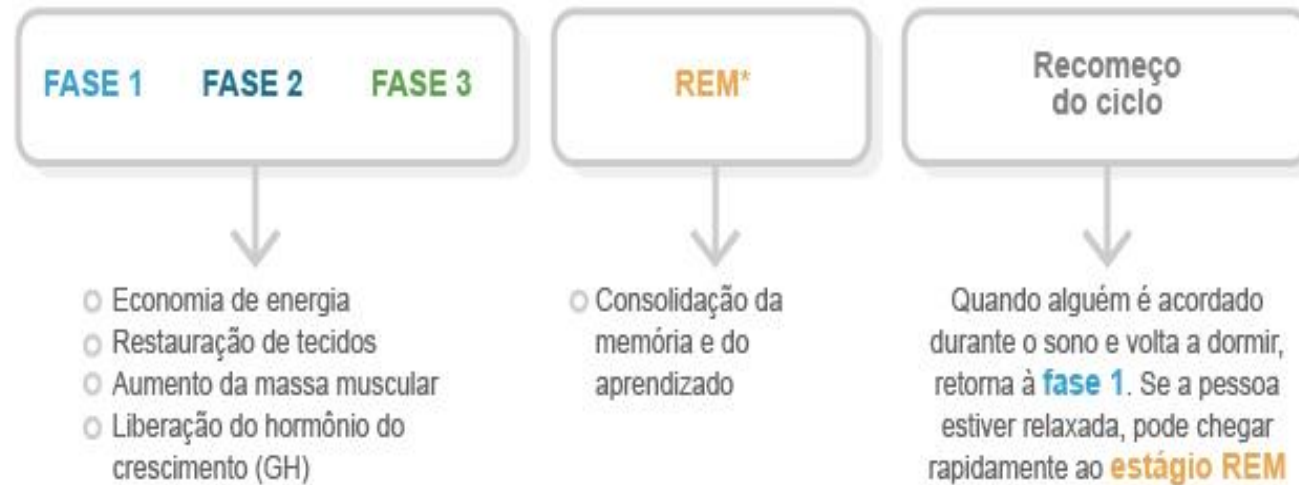 FASE 1 FASE 2 FASE 3
Economia de energia
Restauração de tecidos
Aumento da massa muscular
Liberação do hormônio do
crescimento (GH)
REM*
Consolidação da
memória e do
aprendizado
Recomeço
do ciclo
Quando alguém é acordado
durante o sono e volta a dormir,
retorna à fase 1. Se a pessoa
estiver relaxada, pode chegar
rapidamente ao estágio REM